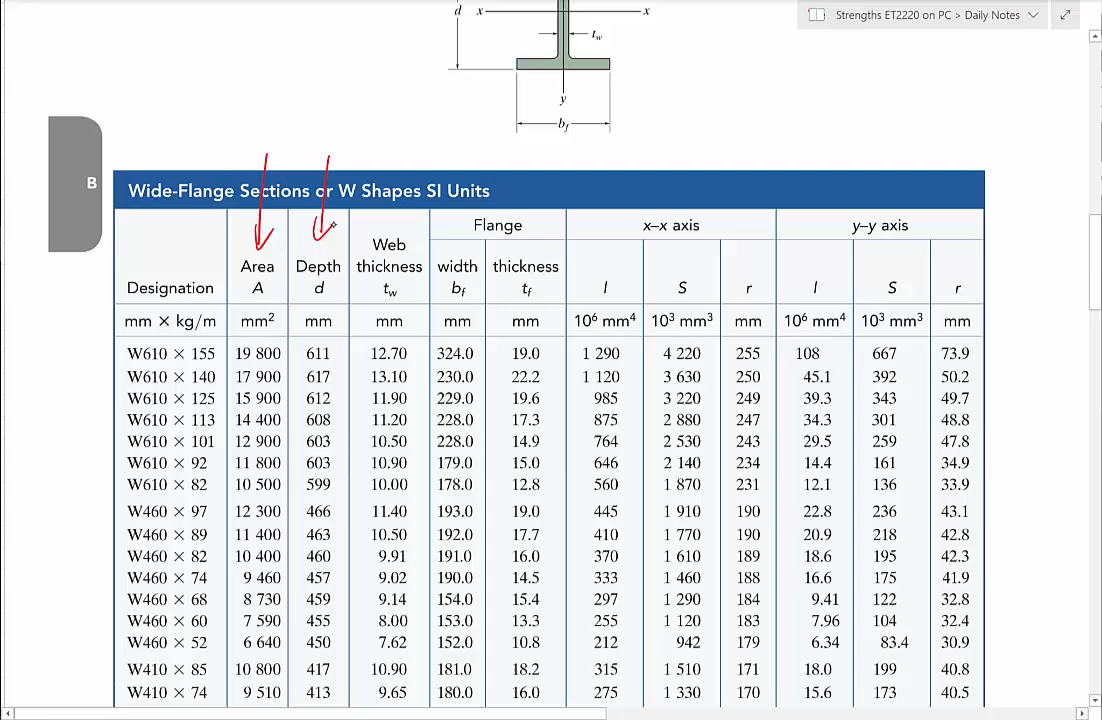 Strengths ET2220 on PC > Daily Notes
d x x
tw
y
bf
B
Wide-Flange Sections or W Shapes SI Units
Flange x–x axis y–y axis
Web
Area Depth thickness width thickness
Designation A d tw bf tf I S r I S r
mm × kg/m mm² mm mm mm mm 10⁶ mm⁴ 10³ mm³ mm 10⁶ mm⁴ 10³ mm³ mm
W610 × 155 19 800 611 12.70 324.0 19.0 1 290 4 220 255 108 667 73.9
W610 × 140 17 900 617 13.10 230.0 22.2 1 120 3 630 250 45.1 392 50.2
W610 × 125 15 900 612 11.90 229.0 19.6 985 3 220 249 39.3 343 49.7
W610 × 113 14 400 608 11.20 228.0 17.3 875 2 880 247 34.3 301 48.8
W610 × 101 12 900 603 10.50 228.0 14.9 764 2 530 243 29.5 259 47.8
W610 × 92 11 800 603 10.90 179.0 15.0 646 2 140 234 14.4 161 34.9
W610 × 82 10 500 599 10.00 178.0 12.8 560 1 870 231 12.1 136 33.9
W460 × 97 12 300 466 11.40 193.0 19.0 445 1 910 190 22.8 236 43.1
W460 × 89 11 400 463 10.50 192.0 17.7 410 1 770 190 20.9 218 42.8
W460 × 82 10 400 460 9.91 191.0 16.0 370 1 610 189 18.6 195 42.3
W460 × 74 9 460 457 9.02 190.0 14.5 333 1 460 188 16.6 175 41.9
W460 × 68 8 730 459 9.14 154.0 15.4 297 1 290 184 9.41 122 32.8
W460 × 60 7 590 455 8.00 153.0 13.3 255 1 120 183 7.96 104 32.4
W460 × 52 6 640 450 7.62 152.0 10.8 212 942 179 6.34 83.4 30.9
W410 × 85 10 800 417 10.90 181.0 18.2 315 1 510 171 18.0 199 40.8
W410 × 74 9 510 413 9.65 180.0 16.0 275 1 330 170 15.6 173 40.5